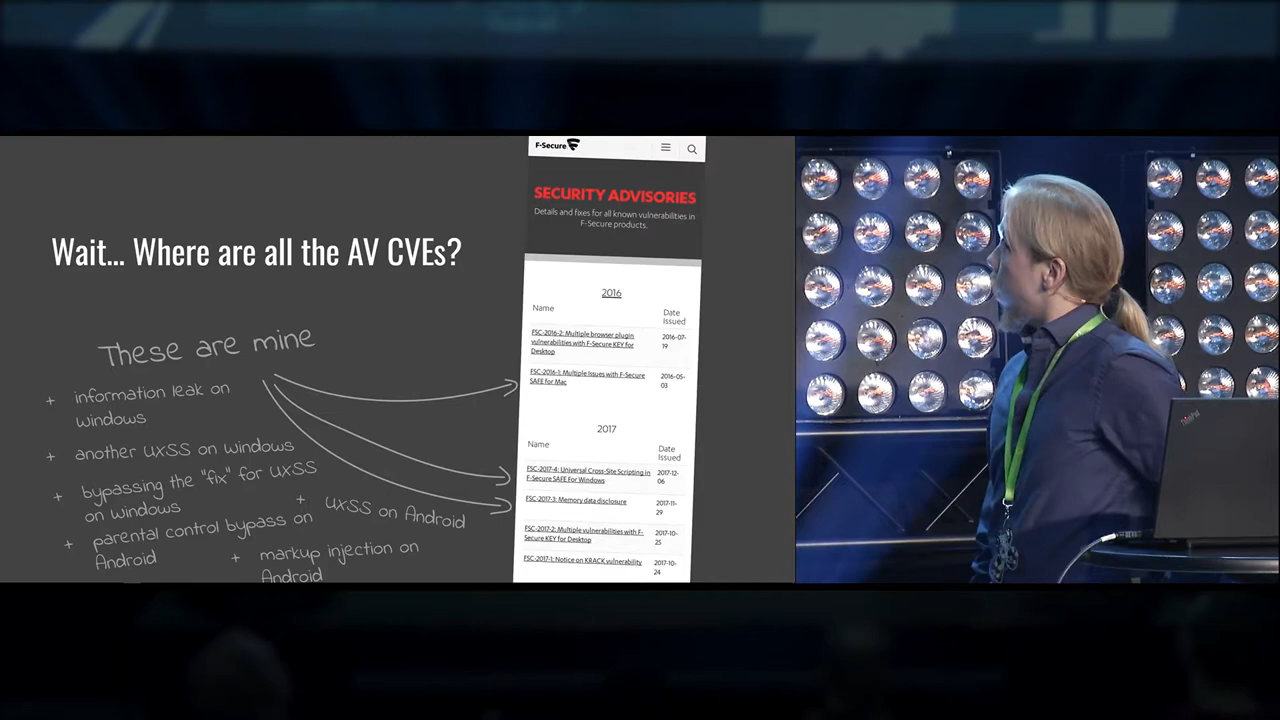 Wait... Where are all the AV CVEs?
These are mine
+ information leak on
windows
+ another UXSS on windows
+ bypassing the "fix" for UXSS
on windows
+ UXSS on Android
+ parental control bypass on
Android
+ markup injection on
Android
F-Secure
SECURITY ADVISORIES
Details and fixes for all known vulnerabilities in
F-Secure products.
2016
Name
Date
Issued
FSC-2016-2: Multiple browser plugin
vulnerabilities with F-Secure KEY for
Desktop
2016-07-
19
FSC-2016-1: Multiple Issues with F-Secure
SAFE for Mac
2016-05-
03
2017
Name
Date
Issued
FSC-2017-4: Universal Cross-Site Scripting in
F-Secure SAFE For Windows
2017-12-
06
FSC-2017-3: Memory data disclosure
2017-11-
29
FSC-2017-2: Multiple vulnerabilities with F-
Secure KEY for Desktop
2017-10-
25
FSC-2017-1: Notice on KRACK vulnerability
2017-10-
24
ThinkPad